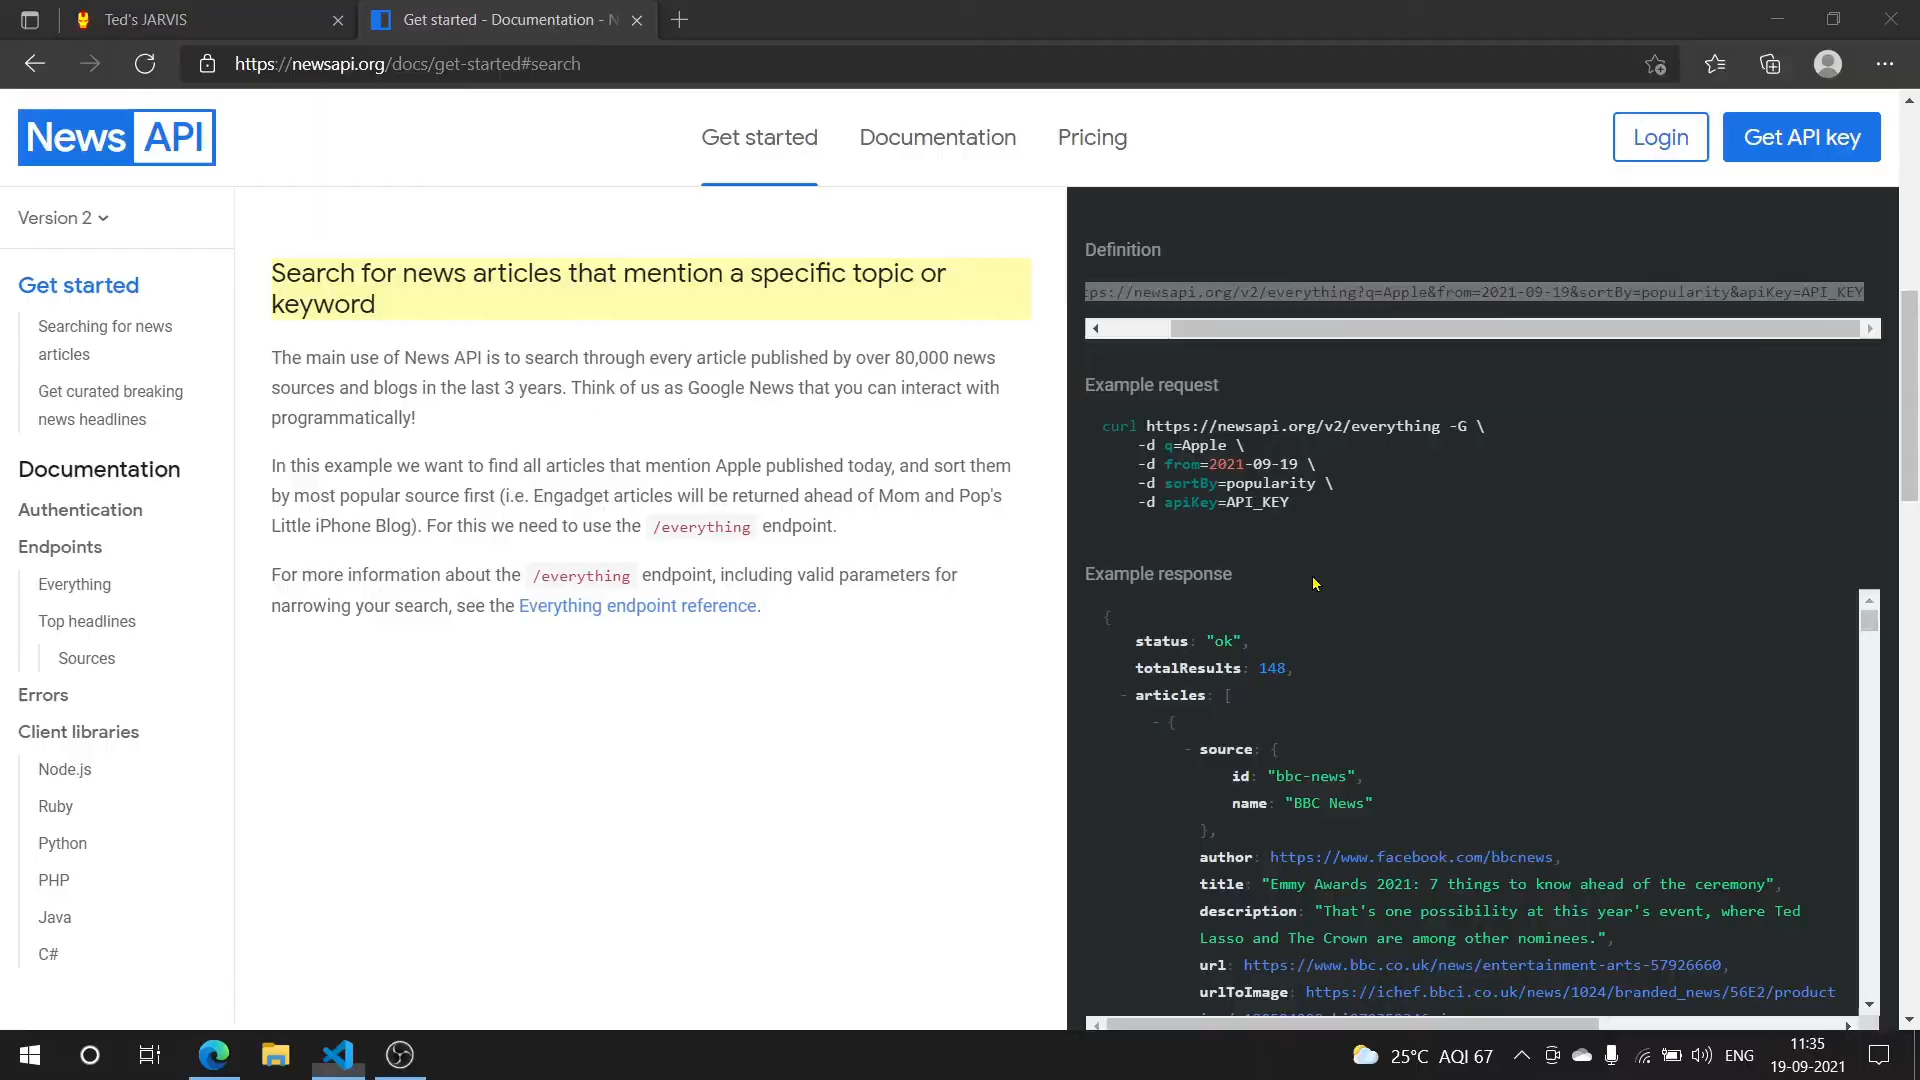 Ted's JARVIS
Get started - Documentation - N
https://newsapi.org/docs/get-started#search
News API
Get started
Documentation
Pricing
Login
Get API key
Version 2
Get started
Searching for news
articles
Get curated breaking
news headlines
Documentation
Authentication
Endpoints
Everything
Top headlines
Sources
Errors
Client libraries
Node.js
Ruby
Python
PHP
Java
C#
Search for news articles that mention a specific topic or
keyword
The main use of News API is to search through every article published by over 80,000 news
sources and blogs in the last 3 years. Think of us as Google News that you can interact with
programmatically!
In this example we want to find all articles that mention Apple published today, and sort them
by most popular source first (i.e. Engadget articles will be returned ahead of Mom and Pop's
Little iPhone Blog). For this we need to use the /everything endpoint.
For more information about the /everything endpoint, including valid parameters for
narrowing your search, see the Everything endpoint reference.
Definition
ps://newsapi.org/v2/everything?q=Apple&from=2021-09-19&sortBy=popularity&apiKey=API_KEY
Example request
curl https://newsapi.org/v2/everything -G \
-d q=Apple \
-d from=2021-09-19 \
-d sortBy=popularity \
-d apiKey=API_KEY
Example response
{
status: "ok",
totalResults: 148,
- articles: [
- {
- source: {
id: "bbc-news",
name: "BBC News"
},
author: https://www.facebook.com/bbcnews,
title: "Emmy Awards 2021: 7 things to know ahead of the ceremony",
description: "That's one possibility at this year's event, where Ted
Lasso and The Crown are among other nominees.",
url: https://www.bbc.co.uk/news/entertainment-arts-57926660,
urlToImage: https://ichef.bbci.co.uk/news/1024/branded_news/56E2/product
25°C AQI 67
ENG
11:35
19-09-2021